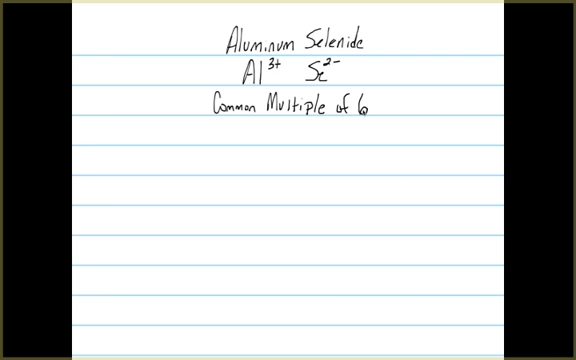 Aluminum Selenide
Al³⁺ Se²⁻
Common Multiple of 6